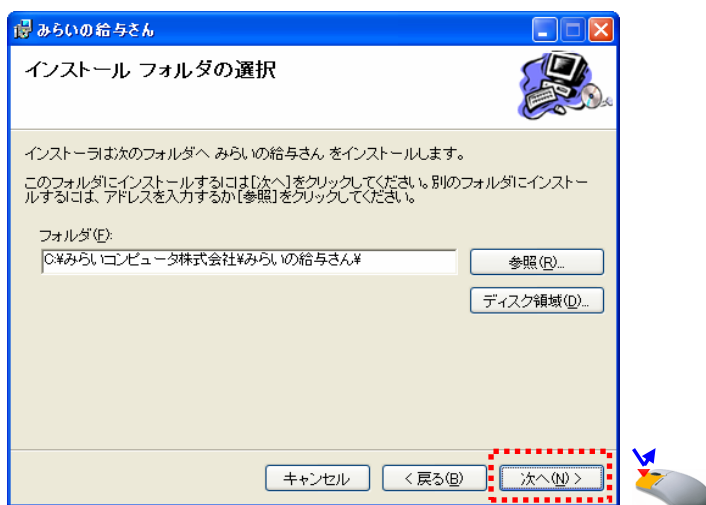 みらいの給与さん
インストール フォルダの選択
インストーラは次のフォルダへ みらいの給与さん をインストールします。
このフォルダにインストールするには[次へ]をクリックしてください。別のフォルダにインストー
ルするには、アドレスを入力するか[参照]をクリックしてください。
フォルダ(F):
C:¥みらいコンピュータ株式会社¥みらいの給与さん¥
参照(R)...
ディスク領域(D)...
キャンセル
< 戻る(B)
次へ(N) >